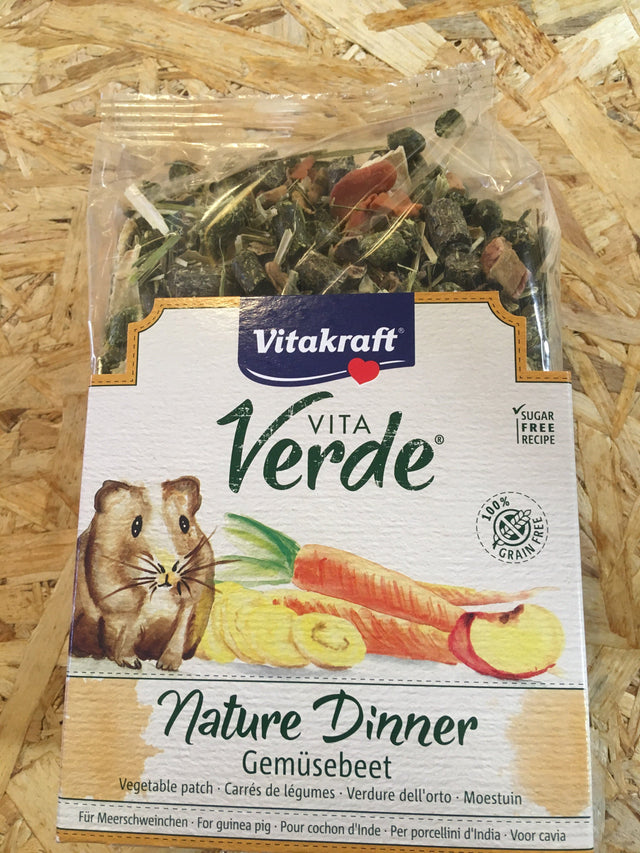 Vitakraft®
VITA
Verde®
SUGAR
FREE
RECIPE
100%
GRAIN FREE
Nature Dinner
Gemüsebeet
Vegetable patch · Carrés de légumes · Verdure dell'orto · Moestuin
Für Meerschweinchen · For guinea pig · Pour cochon d'Inde · Per porcellini d'India · Voor cavia